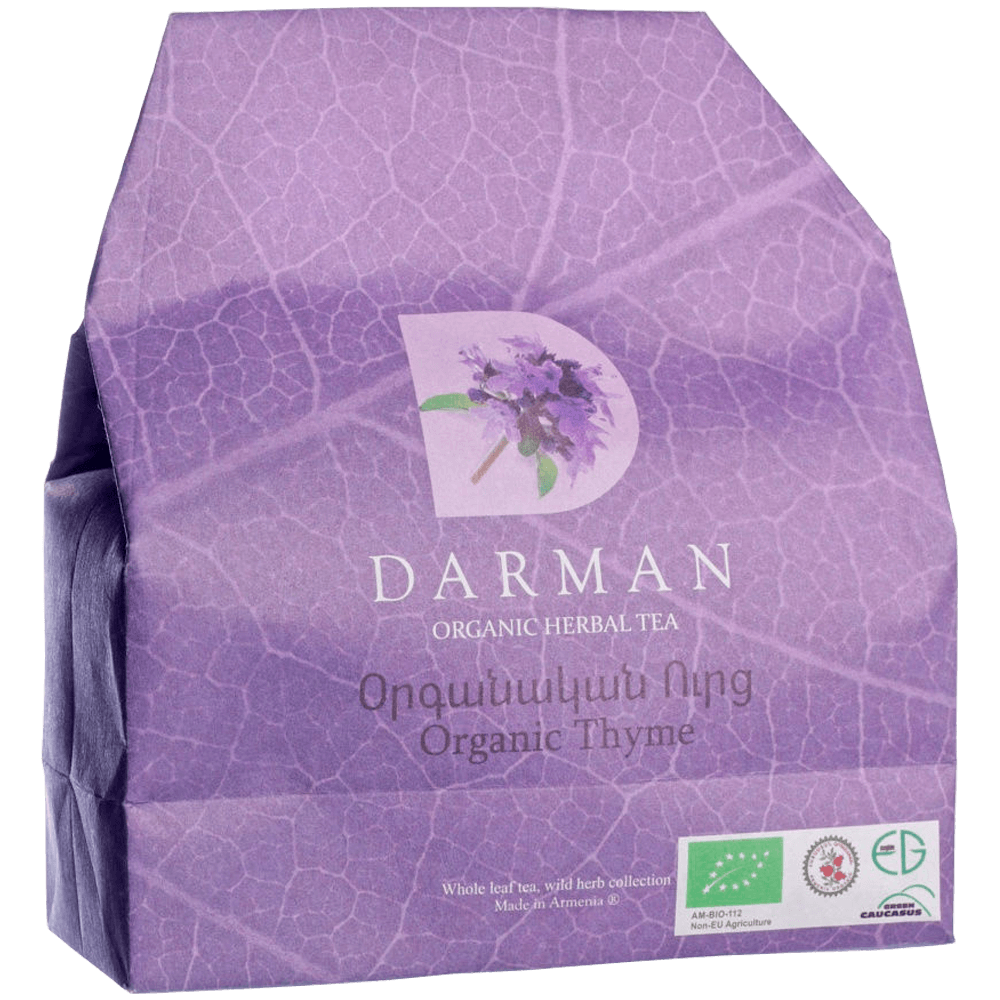 DARMAN
ORGANIC HERBAL TEA
Օրգանական Ուրց
Organic Thyme
Whole leaf tea, wild herb collection
Made in Armenia ®
AM-BIO-112
Non-EU Agriculture
EG
GREEN
CAUCASUS